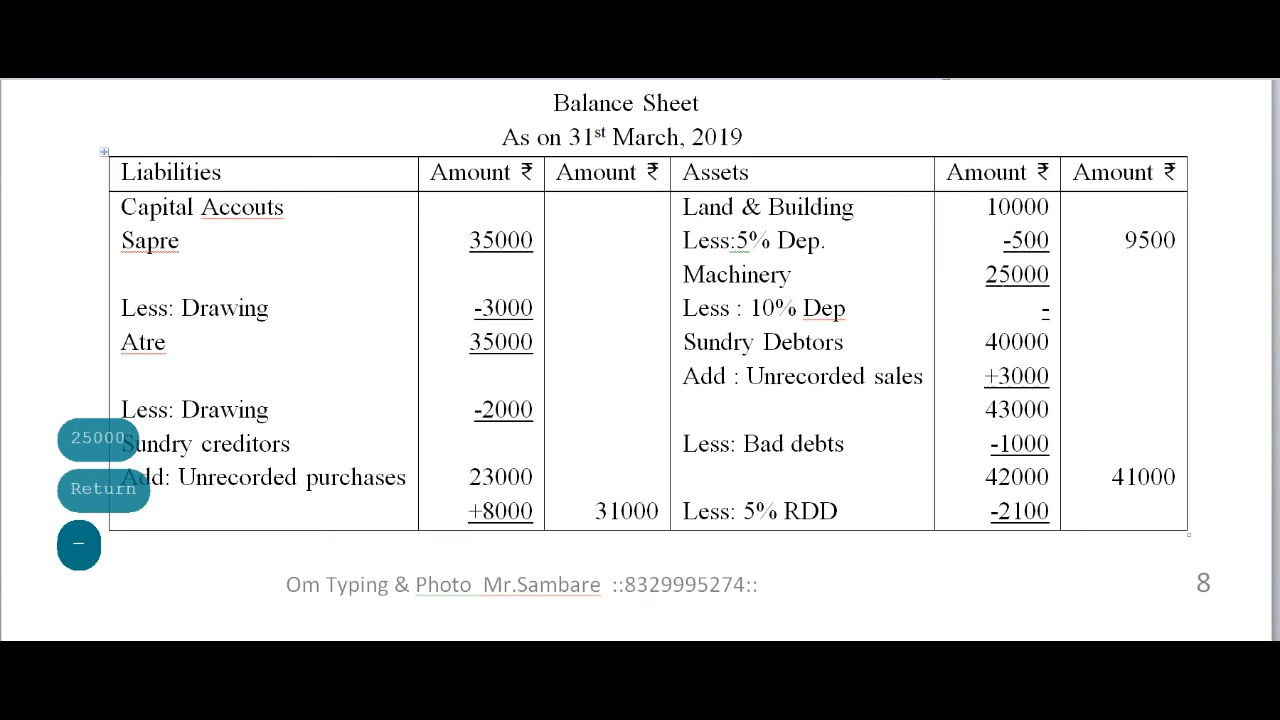 Balance Sheet
As on 31st March, 2019
Liabilities Amount ₹ Amount ₹ Assets Amount ₹ Amount ₹
Capital Accouts Land & Building 10000
Sapre 35000 Less:5% Dep. -500 9500
Machinery 25000
Less: Drawing -3000 Less : 10% Dep -
Atre 35000 Sundry Debtors 40000
Add : Unrecorded sales +3000
Less: Drawing -2000 43000
25000
Sundry creditors Less: Bad debts -1000
Add: Unrecorded purchases 23000 42000 41000
Return
+8000 31000 Less: 5% RDD -2100
–
Om Typing & Photo Mr.Sambare ::8329995274:: 8